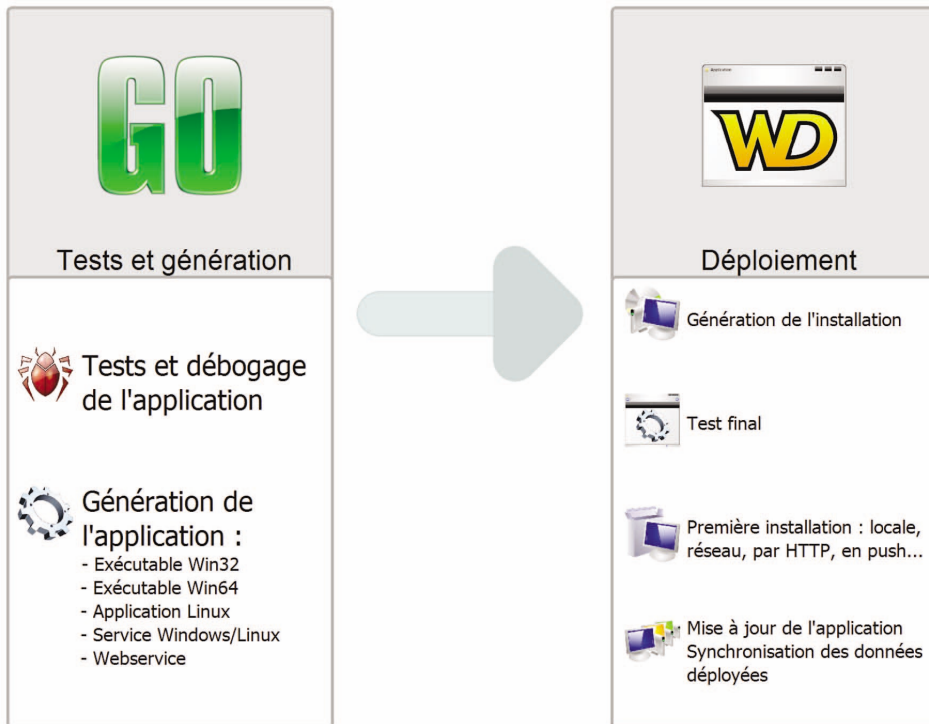 GO
Tests et génération
Tests et débogage
de l'application
Génération de
l'application :
- Exécutable Win32
- Exécutable Win64
- Application Linux
- Service Windows/Linux
- Webservice
WD
Déploiement
Génération de l'installation
Test final
Première installation : locale,
réseau, par HTTP, en push...
Mise à jour de l'application
Synchronisation des données
déployées